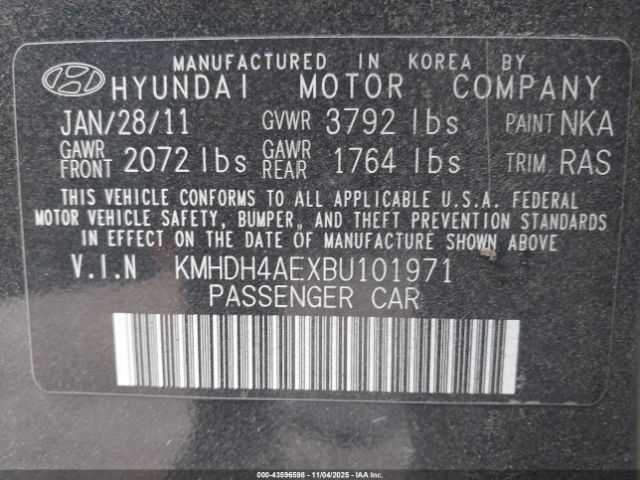 MANUFACTURED IN KOREA BY
HYUNDAI MOTOR COMPANY
JAN/28/11 GVWR 3792 lbs PAINT NKA
GAWR FRONT 2072 lbs GAWR REAR 1764 lbs TRIM RAS
THIS VEHICLE CONFORMS TO ALL APPLICABLE U.S.A. FEDERAL
MOTOR VEHICLE SAFETY, BUMPER, AND THEFT PREVENTION STANDARDS
IN EFFECT ON THE DATE OF MANUFACTURE SHOWN ABOVE
V.I.N KMHDH4AEXBU101971
PASSENGER CAR
000-43596598 - 11/04/2025 - IAAI.COM